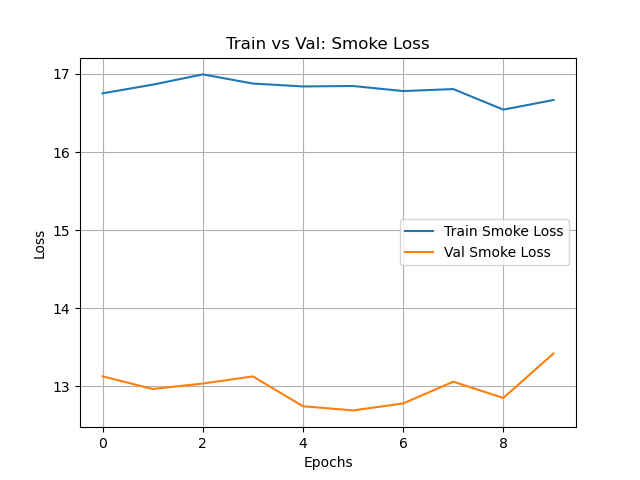 Train vs Val: Smoke Loss
17
16
15
14
13
Loss
Train Smoke Loss
Val Smoke Loss
0 2 4 6 8
Epochs